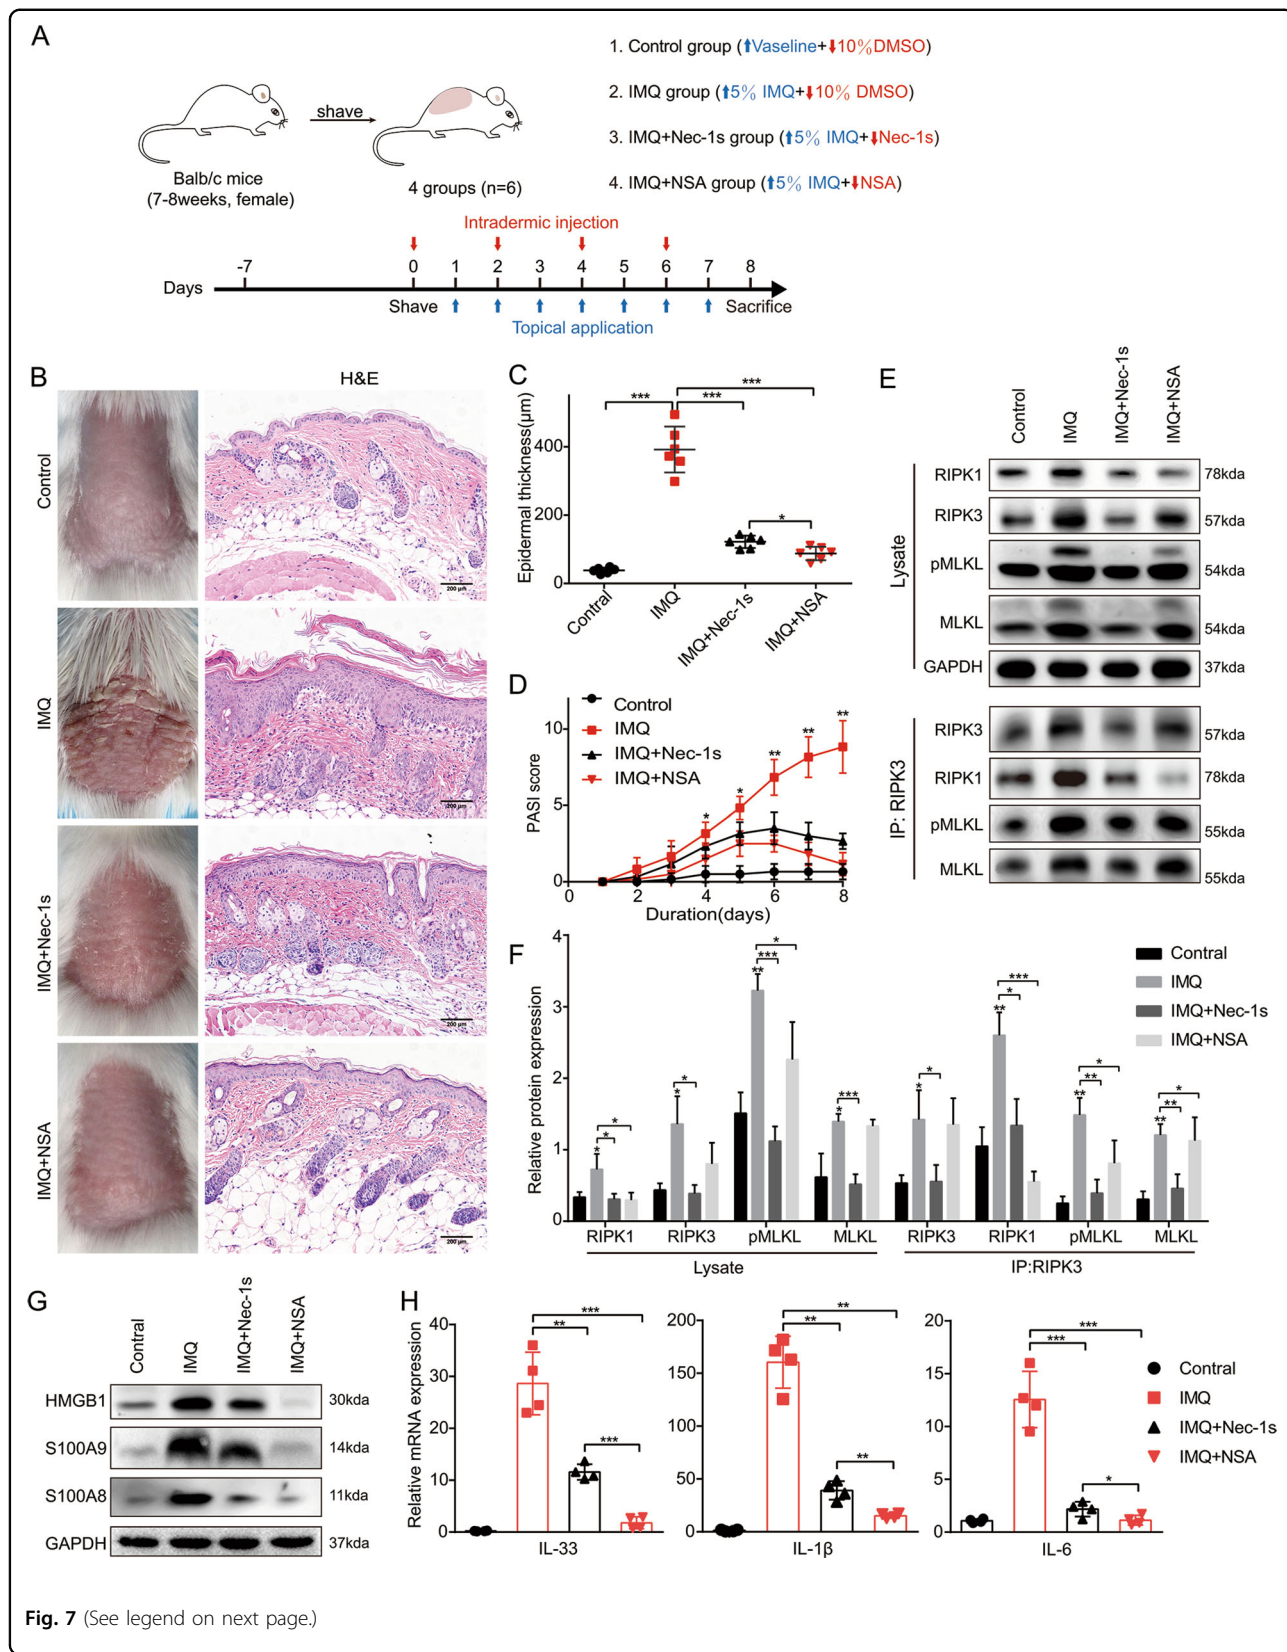 A
1. Control group (⬆Vaseline+⬇10%DMSO)
2. IMQ group (⬆5% IMQ+⬇10% DMSO)
3. IMQ+Nec-1s group (⬆5% IMQ+⬇Nec-1s)
4. IMQ+NSA group (⬆5% IMQ+⬇NSA)
shave
Balb/c mice
(7-8weeks, female)
4 groups (n=6)
Intradermic injection
-7 0 1 2 3 4 5 6 7 8
Days
Shave Sacrifice
Topical application
B
H&E
Control
IMQ
IMQ+Nec-1s
IMQ+NSA
200 μm
200 μm
200 μm
200 μm
C
Epidermal thickness(μm)
400
200
0
*** *** *** *
Contral
IMQ
IMQ+Nec-1s
IMQ+NSA
D
PASI score
10
5
0
Control
IMQ
IMQ+Nec-1s
IMQ+NSA
* * ** ** **
0 2 4 6 8
Duration(days)
E
Control
IMQ
IMQ+Nec-1s
IMQ+NSA
Lysate
RIPK1 78kda
RIPK3 57kda
pMLKL 54kda
MLKL 54kda
GAPDH 37kda
IP: RIPK3
RIPK3 57kda
RIPK1 78kda
pMLKL 55kda
MLKL 55kda
F
Relative protein expression
4
3
2
1
0
Contral
IMQ
IMQ+Nec-1s
IMQ+NSA
* * *
* *
** *** *
* ***
* *
** * ***
** ** *
** ** *
RIPK1 RIPK3 pMLKL MLKL RIPK3 RIPK1 pMLKL MLKL
Lysate IP:RIPK3
G
Contral
IMQ
IMQ+Nec-1s
IMQ+NSA
HMGB1 30kda
S100A9 14kda
S100A8 11kda
GAPDH 37kda
H
Relative mRNA expression
40
30
20
10
0
*** ** ***
IL-33
200
150
100
50
0
** ** **
IL-1β
20
15
10
5
0
*** *** *
IL-6
Contral
IMQ
IMQ+Nec-1s
IMQ+NSA
Fig. 7 (See legend on next page.)